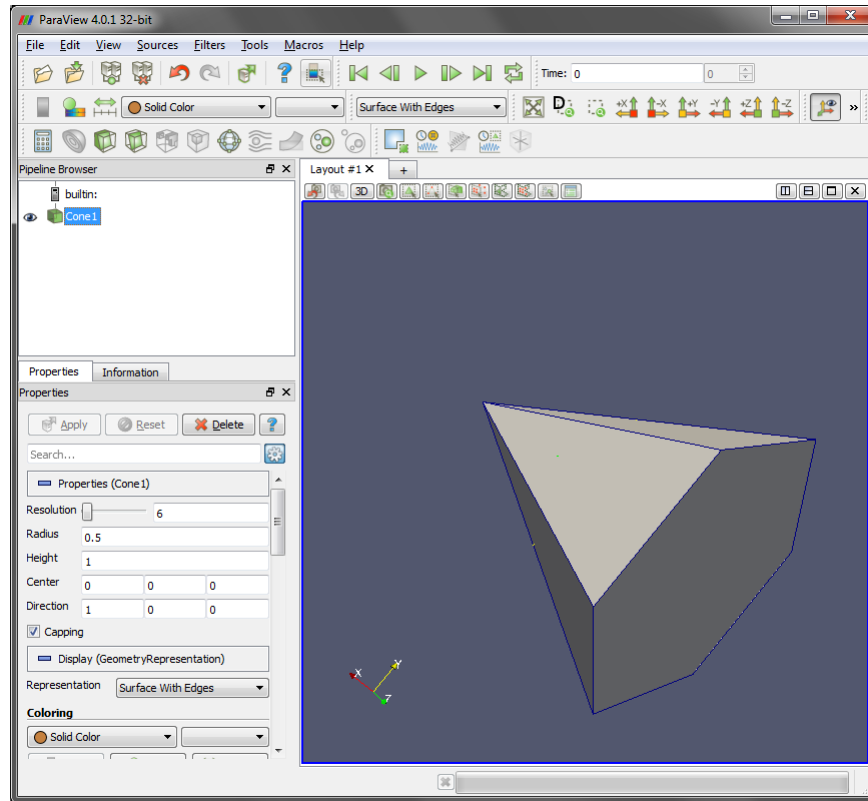 ParaView 4.0.1 32-bit
File Edit View Sources Filters Tools Macros Help
Time: 0 0
Solid Color Surface With Edges +X -X +Y -Y +Z -Z »
Pipeline Browser
Layout #1 X +
3D
builtin:
Cone1
Properties Information
Properties
Apply Reset Delete ?
Search...
Properties (Cone1)
Resolution 6
Radius 0.5
Height 1
Center 0 0 0
Direction 1 0 0
Capping
Display (GeometryRepresentation)
Representation Surface With Edges
Coloring
Solid Color
X Y Z